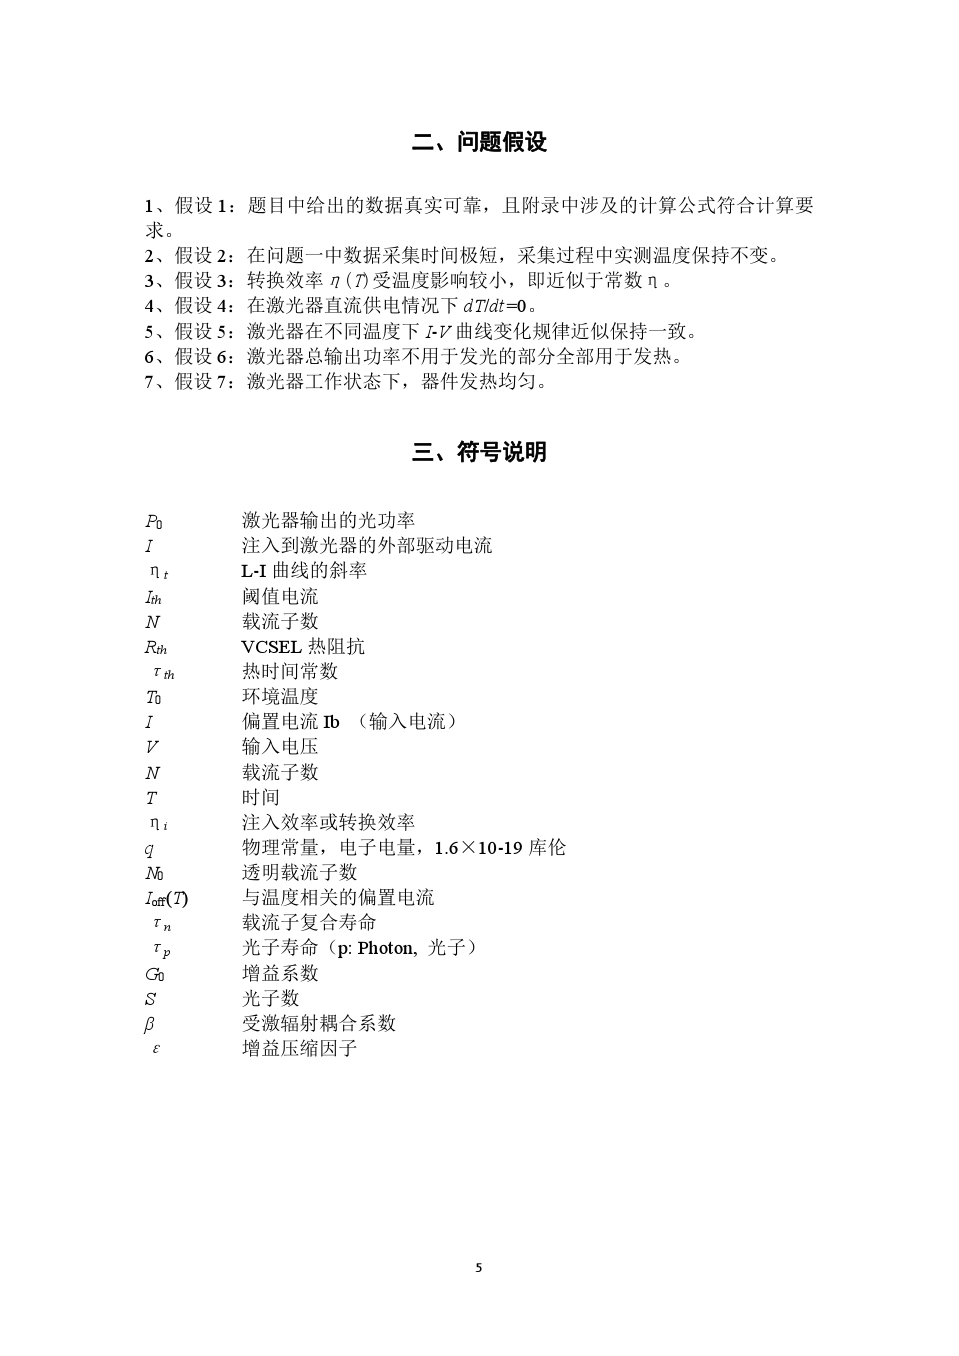 二、问题假设
1、假设 1：题目中给出的数据真实可靠，且附录中涉及的计算公式符合计算要
求。
2、假设 2：在问题一中数据采集时间极短，采集过程中实测温度保持不变。
3、假设 3：转换效率 η(T)受温度影响较小，即近似于常数 η。
4、假设 4：在激光器直流供电情况下 dT/dt=0。
5、假设 5：激光器在不同温度下 I-V 曲线变化规律近似保持一致。
6、假设 6：激光器总输出功率不用于发光的部分全部用于发热。
7、假设 7：激光器工作状态下，器件发热均匀。
三、符号说明
P0 激光器输出的光功率
I 注入到激光器的外部驱动电流
ηt L-I 曲线的斜率
Ith 阈值电流
N 载流子数
Rth VCSEL 热阻抗
τth 热时间常数
T0 环境温度
I 偏置电流 Ib （输入电流）
V 输入电压
N 载流子数
T 时间
ηi 注入效率或转换效率
q 物理常量，电子电量，1.6×10-19 库伦
N0 透明载流子数
Ioff(T) 与温度相关的偏置电流
τn 载流子复合寿命
τp 光子寿命（p: Photon, 光子）
G0 增益系数
S 光子数
β 受激辐射耦合系数
ε 增益压缩因子
5